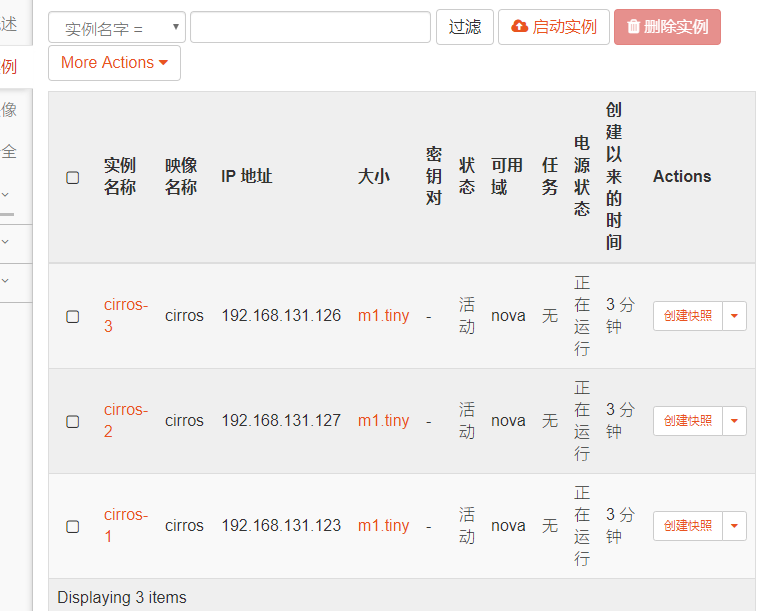 述
实例名字 =
过滤
启动实例
删除实例
例
More Actions
像
全
实例
名称
映像
名称
IP 地址
大小
密
钥
对
状
态
可用
域
任
务
电
源
状
态
创
建
以
来
的
时
间
Actions
cirros-
3
cirros
192.168.131.126
m1.tiny
-
活
动
nova
无
正
在
运
行
3 分
钟
创建快照
cirros-
2
cirros
192.168.131.127
m1.tiny
-
活
动
nova
无
正
在
运
行
3 分
钟
创建快照
cirros-
1
cirros
192.168.131.123
m1.tiny
-
活
动
nova
无
正
在
运
行
3 分
钟
创建快照
Displaying 3 items